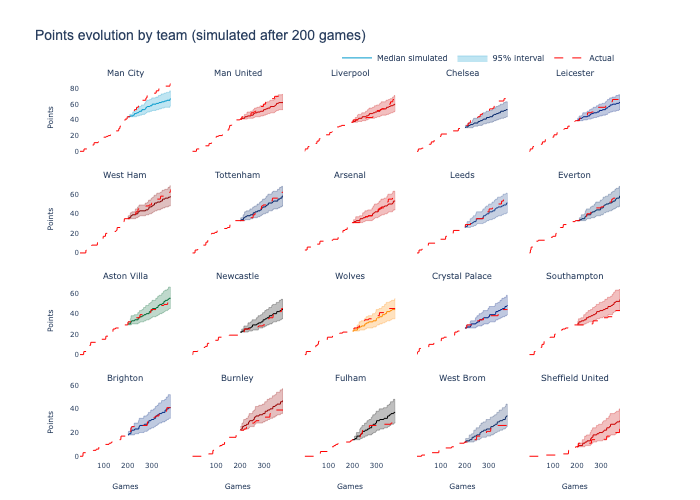 Points evolution by team (simulated after 200 games)
Median simulated 95% interval Actual
Man City Man United Liverpool Chelsea Leicester
80
60
40
20
0
Points
West Ham Tottenham Arsenal Leeds Everton
60
40
20
0
Points
Aston Villa Newcastle Wolves Crystal Palace Southampton
60
40
20
0
Points
Brighton Burnley Fulham West Brom Sheffield United
60
40
20
0
Points
100 200 300 100 200 300 100 200 300 100 200 300 100 200 300
Games Games Games Games Games